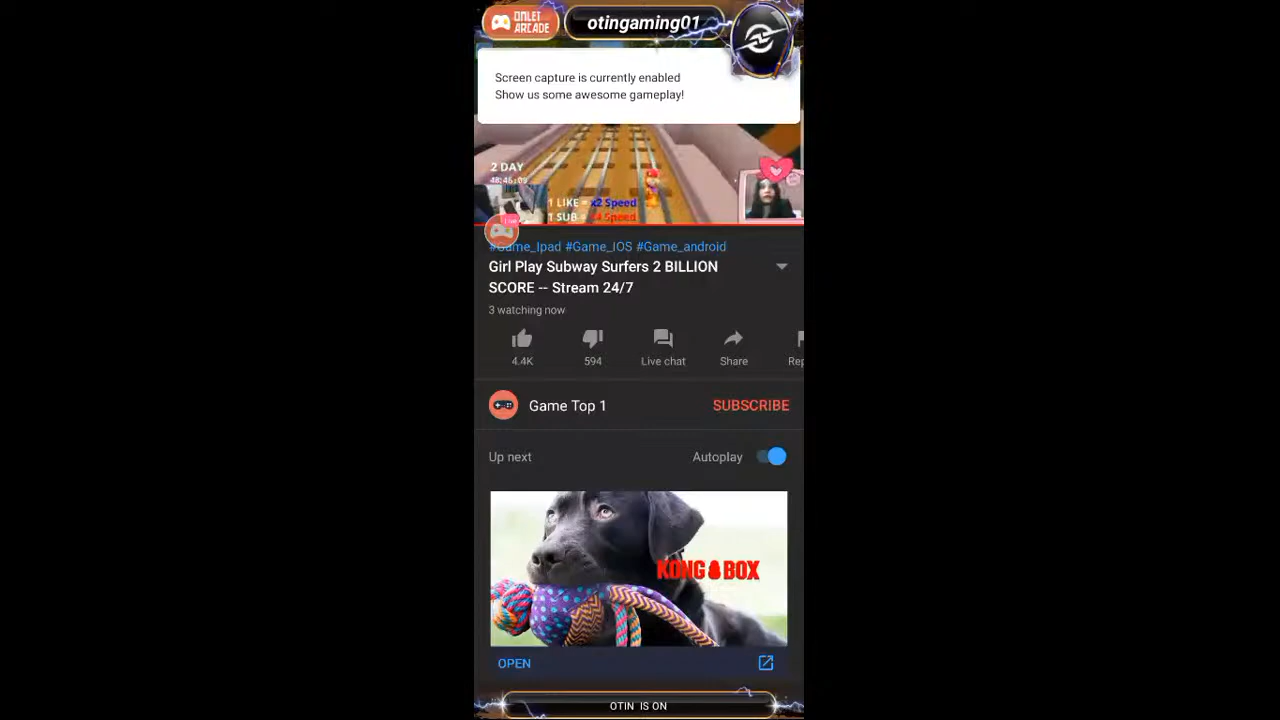 OMLET
ARCADE
otingaming01
Screen capture is currently enabled
Show us some awesome gameplay!
2 DAY
1 LIKE = x2 Speed
1 SUB = x4 Speed
LIVE
#Game_Ipad #Game_IOS #Game_android
Girl Play Subway Surfers 2 BILLION
SCORE -- Stream 24/7
3 watching now
4.4K
594
Live chat
Share
Rep
Game Top 1
SUBSCRIBE
Up next
Autoplay
KONG BOX
OPEN
OTIN IS ON